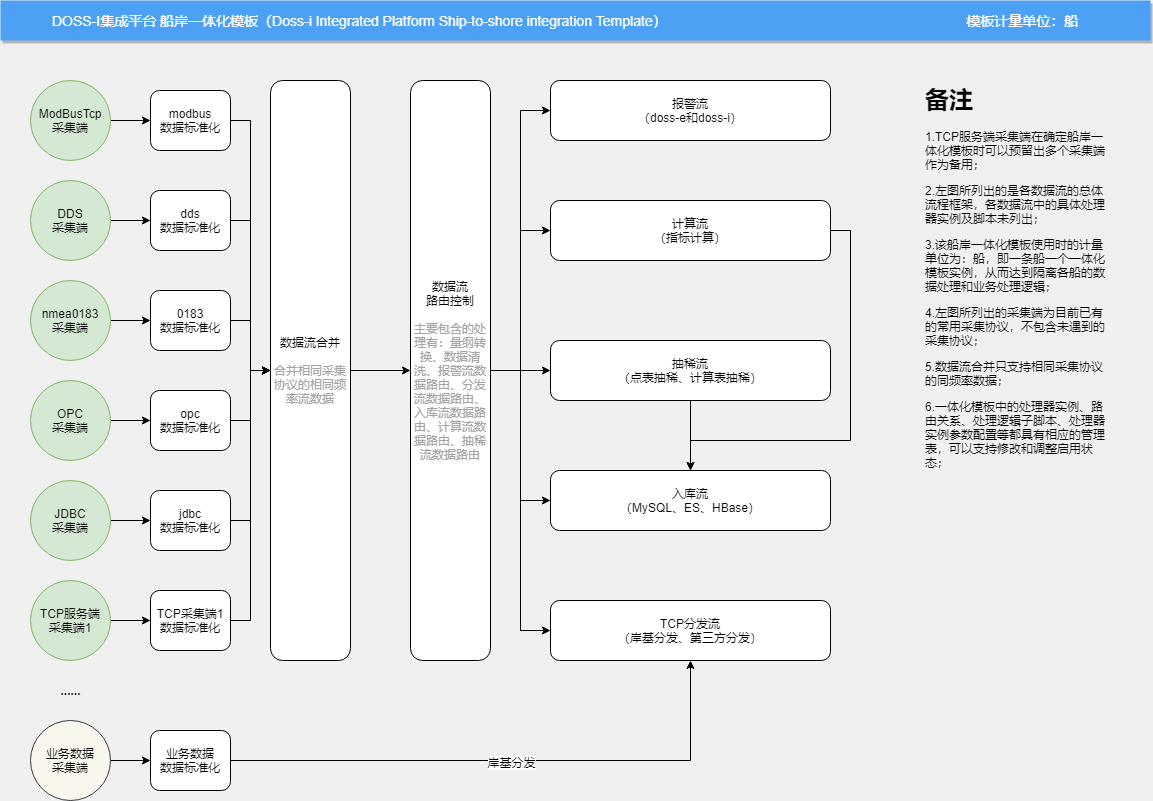 DOSS-I集成平台 船岸一体化模板（Doss-i Integrated Platform Ship-to-shore integration Template）
模板计量单位：船
ModBusTcp
采集端
modbus
数据标准化
DDS
采集端
dds
数据标准化
nmea0183
采集端
0183
数据标准化
OPC
采集端
opc
数据标准化
JDBC
采集端
jdbc
数据标准化
TCP服务端
采集端1
TCP采集端1
数据标准化
......
业务数据
采集端
业务数据
数据标准化
岸基分发
数据流合并
合并相同采集
协议的相同频
率流数据
数据流
路由控制
主要包含的处
理有：量纲转
换、数据清
洗、报警流数
据路由、分发
流数据路由、
入库流数据路
由、计算流数
据路由、抽稀
流数据路由
报警流
（doss-e和doss-i）
计算流
（指标计算）
抽稀流
（点表抽稀、计算表抽稀）
入库流
（MySQL、ES、HBase）
TCP分发流
（岸基分发、第三方分发）
备注
1.TCP服务端采集端在确定船岸一
体化模板时可以预留出多个采集端
作为备用；
2.左图所列出的是各数据流的总体
流程框架，各数据流中的具体处理
器实例及脚本未列出；
3.该船岸一体化模板使用时的计量
单位为：船，即一条船一个一体化
模板实例，从而达到隔离各船的数
据处理和业务处理逻辑；
4.左图所列出的采集端为目前已有
的常用采集协议，不包含未遇到的
采集协议；
5.数据流合并只支持相同采集协议
的同频率数据；
6.一体化模板中的处理器实例、路
由关系、处理逻辑子脚本、处理器
实例参数配置等都具有相应的管理
表，可以支持修改和调整启用状
态；